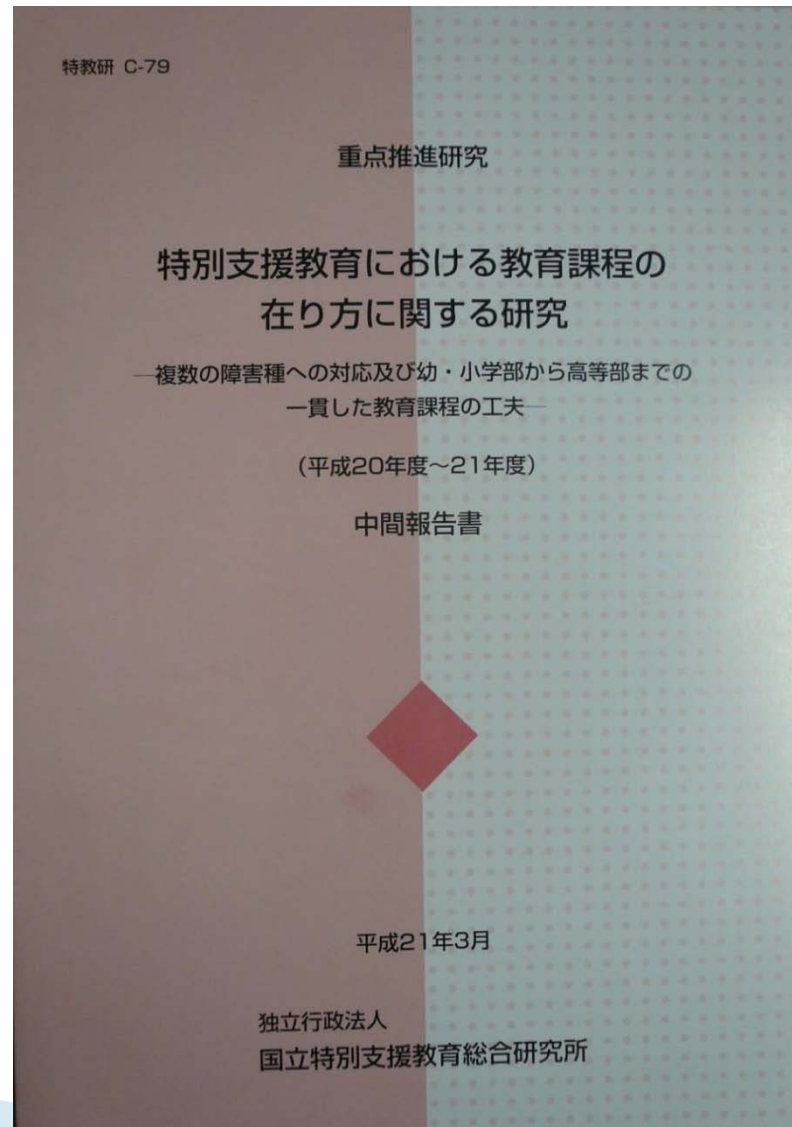 特教研 C-79
重点推進研究
特別支援教育における教育課程の
在り方に関する研究
―複数の障害種への対応及び幼・小学部から高等部までの
一貫した教育課程の工夫―
(平成20年度～21年度)
中間報告書
平成21年3月
独立行政法人
国立特別支援教育総合研究所